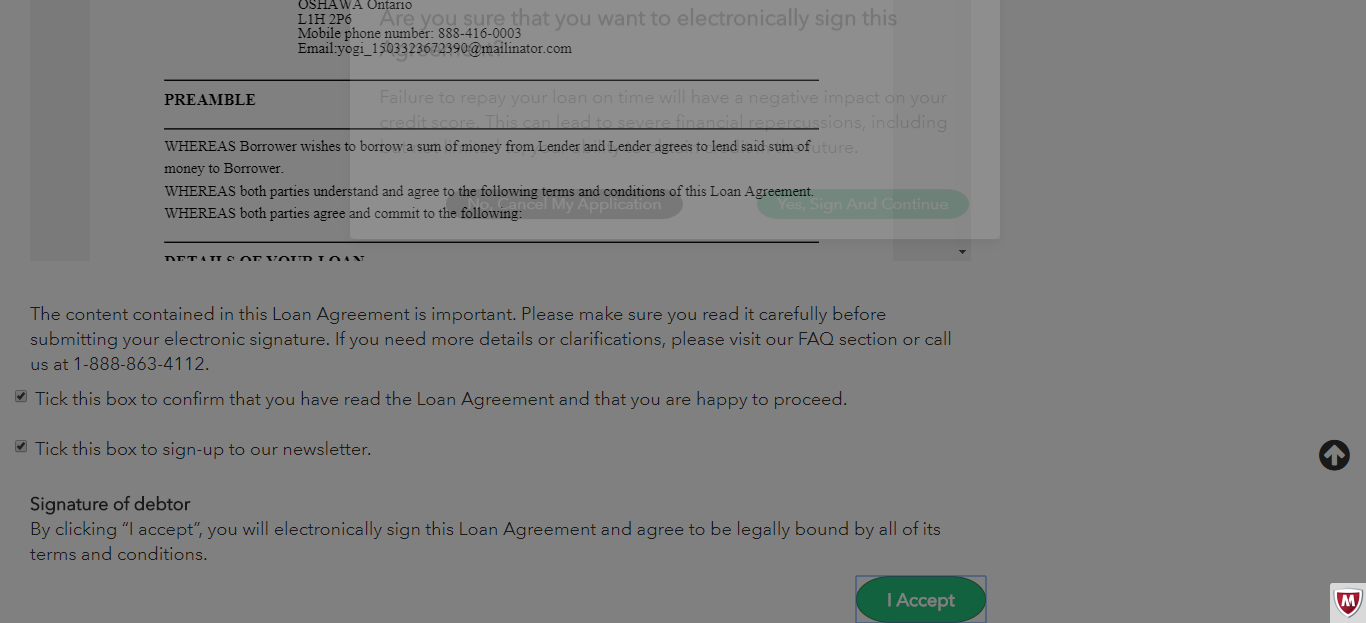 OSHAWA Ontario
L1H 2P6
Mobile phone number: 888-416-0003
Email:yogi_1503323672390@mailinator.com
Are you sure that you want to electronically sign this
Agreement?
PREAMBLE
Failure to repay your loan on time will have a negative impact on your
credit score. This can lead to severe financial repercussions, including
future.
WHEREAS Borrower wishes to borrow a sum of money from Lender and Lender agrees to lend said sum of
money to Borrower.
WHEREAS both parties understand and agree to the following terms and conditions of this Loan Agreement.
WHEREAS both parties agree and commit to the following:
No, Cancel My Application
Yes, Sign And Continue
DETAILS OF YOUR LOAN
The content contained in this Loan Agreement is important. Please make sure you read it carefully before
submitting your electronic signature. If you need more details or clarifications, please visit our FAQ section or call
us at 1-888-863-4112.
Tick this box to confirm that you have read the Loan Agreement and that you are happy to proceed.
Tick this box to sign-up to our newsletter.
Signature of debtor
By clicking “I accept”, you will electronically sign this Loan Agreement and agree to be legally bound by all of its
terms and conditions.
I Accept